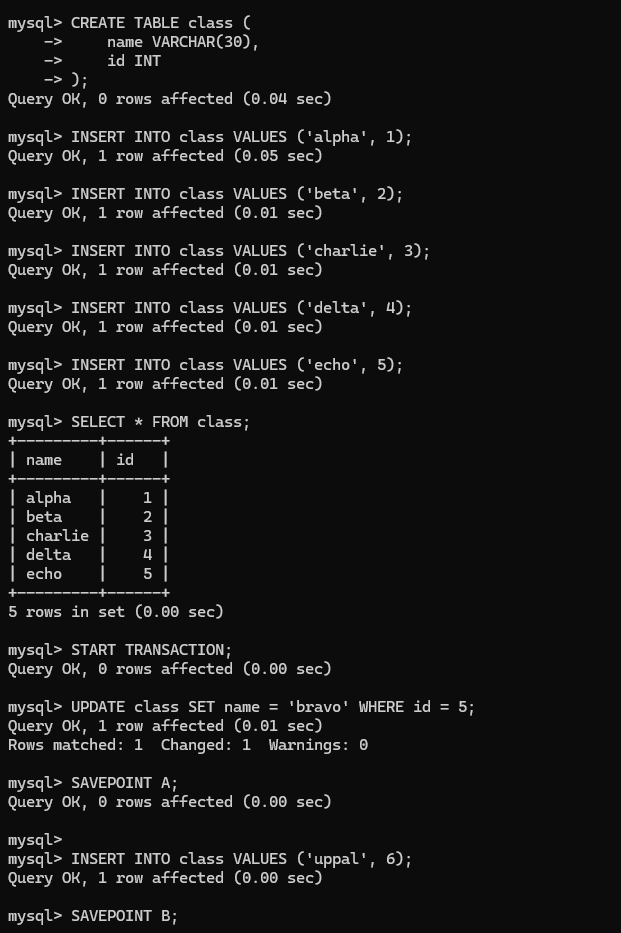 mysql> CREATE TABLE class (
    ->     name VARCHAR(30),
    ->     id INT
    -> );
Query OK, 0 rows affected (0.04 sec)

mysql> INSERT INTO class VALUES ('alpha', 1);
Query OK, 1 row affected (0.05 sec)

mysql> INSERT INTO class VALUES ('beta', 2);
Query OK, 1 row affected (0.01 sec)

mysql> INSERT INTO class VALUES ('charlie', 3);
Query OK, 1 row affected (0.01 sec)

mysql> INSERT INTO class VALUES ('delta', 4);
Query OK, 1 row affected (0.01 sec)

mysql> INSERT INTO class VALUES ('echo', 5);
Query OK, 1 row affected (0.01 sec)

mysql> SELECT * FROM class;
+---------+------+
| name    | id   |
+---------+------+
| alpha   |    1 |
| beta    |    2 |
| charlie |    3 |
| delta   |    4 |
| echo    |    5 |
+---------+------+
5 rows in set (0.00 sec)

mysql> START TRANSACTION;
Query OK, 0 rows affected (0.00 sec)

mysql> UPDATE class SET name = 'bravo' WHERE id = 5;
Query OK, 1 row affected (0.01 sec)
Rows matched: 1  Changed: 1  Warnings: 0

mysql> SAVEPOINT A;
Query OK, 0 rows affected (0.00 sec)

mysql>
mysql> INSERT INTO class VALUES ('uppal', 6);
Query OK, 1 row affected (0.00 sec)

mysql> SAVEPOINT B;